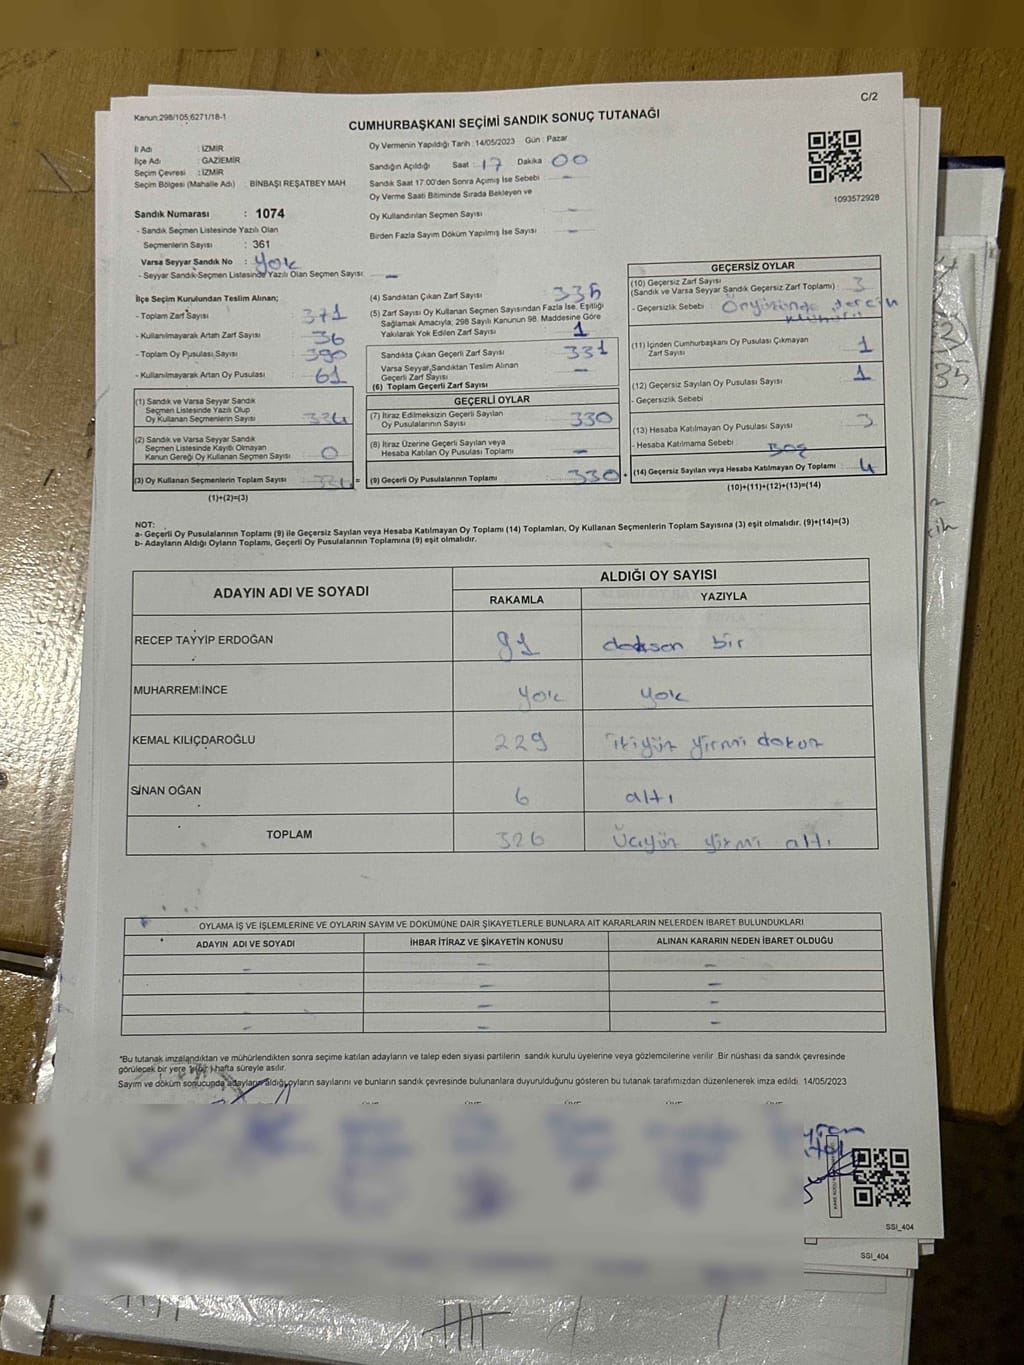 C/2
Kanun:298/105;6271/18-1
CUMHURBAŞKANI SEÇİMİ SANDIK SONUÇ TUTANAĞI
İl Adı : İZMİR
İlçe Adı : GAZİEMİR
Seçim Çevresi : İZMİR
Seçim Bölgesi (Mahalle Adı) : BİNBAŞI REŞATBEY MAH
Oy Vermenin Yapıldığı Tarih : 14/05/2023 Gün : Pazar
Sandığın Açıldığı Saat : 17 Dakika : 00
Sandık Saat 17:00'den Sonra Açılmış İse Sebebi —
Oy Verme Saati Bitiminde Sırada Bekleyen ve
Oy Kullandırılan Seçmen Sayısı —
Birden Fazla Sayım Döküm Yapılmış İse Sayısı —
1093572928
Sandık Numarası : 1074
- Sandık Seçmen Listesinde Yazılı Olan
Seçmenlerin Sayısı : 361
Varsa Seyyar Sandık No : Yok
- Seyyar Sandık Seçmen Listesinde Yazılı Olan Seçmen Sayısı: —
İlçe Seçim Kurulundan Teslim Alınan;
- Toplam Zarf Sayısı 371
- Kullanılmayarak Artan Zarf Sayısı 36
- Toplam Oy Pusulası Sayısı 390
- Kullanılmayarak Artan Oy Pusulası 61
(1) Sandık ve Varsa Seyyar Sandık
Seçmen Listesinde Yazılı Olup
Oy Kullanan Seçmenlerin Sayısı
(2) Sandık ve Varsa Seyyar Sandık
Seçmen Listesinde Kayıtlı Olmayan
Kanun Gereği Oy Kullanan Seçmen Sayısı 0
(3) Oy Kullanan Seçmenlerin Toplam Sayısı =
(1)+(2)=(3)
(4) Sandıktan Çıkan Zarf Sayısı
(5) Zarf Sayısı Oy Kullanan Seçmen Sayısından Fazla İse, Eşitliği
Sağlamak Amacıyla, 298 Sayılı Kanunun 98. Maddesine Göre
Yakılarak Yok Edilen Zarf Sayısı 1
Sandıkta Çıkan Geçerli Zarf Sayısı 331
Varsa Seyyar Sandıktan Teslim Alınan
Geçerli Zarf Sayısı —
(6) Toplam Geçerli Zarf Sayısı
GEÇERLİ OYLAR
(7) İtiraz Edilmeksizin Geçerli Sayılan
Oy Pusulasının Sayısı 330
(8) İtiraz Üzerine Geçerli Sayılan veya
Hesaba Katılan Oy Pusulası Toplamı —
(9) Geçerli Oy Pusulalarının Toplamı 330 +
GEÇERSİZ OYLAR
(10) Geçersiz Zarf Sayısı
(Sandık ve Varsa Seyyar Sandık Geçersiz Zarf Toplamı) : 3
- Geçersizlik Sebebi : Önyüzünde tercih
mührü
(11) İçinden Cumhurbaşkanı Oy Pusulası Çıkmayan
Zarf Sayısı 1
(12) Geçersiz Sayılan Oy Pusulası Sayısı 1
- Geçersizlik Sebebi
(13) Hesaba Katılmayan Oy Pusulası Sayısı
- Hesaba Katılmama Sebebi Boş
(14) Geçersiz Sayılan veya Hesaba Katılmayan Oy Toplamı 4
(10)+(11)+(12)+(13)=(14)
NOT:
a- Geçerli Oy Pusulalarının Toplamı (9) ile Geçersiz Sayılan veya Hesaba Katılmayan Oy Toplamı (14) Toplamları, Oy Kullanan Seçmenlerin Toplam Sayısına (3) eşit olmalıdır. (9)+(14)=(3)
b- Adayların Aldığı Oyların Toplamı, Geçerli Oy Pusulalarının Toplamına (9) eşit olmalıdır.
ADAYIN ADI VE SOYADI ALDIĞI OY SAYISI
RAKAMLA YAZIYLA
RECEP TAYYİP ERDOĞAN 91 doksen bir
MUHARREM İNCE yok yok
KEMAL KILIÇDAROĞLU 229 ikiyüz yirmi dokuz
SİNAN OĞAN 6 altı
TOPLAM 326 Üçyüz yirmi altı
OYLAMA İŞ VE İŞLEMLERİNE VE OYLARIN SAYIM VE DÖKÜMÜNE DAİR ŞİKAYETLERLE BUNLARA AİT KARARLARIN NELERDEN İBARET BULUNDUKLARI
ADAYIN ADI VE SOYADI İHBAR İTİRAZ VE ŞİKAYETİN KONUSU ALINAN KARARIN NEDEN İBARET OLDUĞU
— — —
— —
— —
— — —
*Bu tutanak imzalandıktan ve mühürlendikten sonra seçime katılan adayların ve talep eden siyasi partilerin sandık kurulu üyelerine veya gözlemcilerine verilir .Bir nüshası da sandık çevresinde
görülecek bir yere 1(bir ) hafta süreyle asılır.
Sayım ve döküm sonucunda adayların aldığı oyların sayılarını ve bunların sandık çevresinde bulunanlara duyurulduğunu gösteren bu tutanak tarafımızdan düzenlenerek imza edildi. 14/05/2023
SSİ_404
SSİ_404